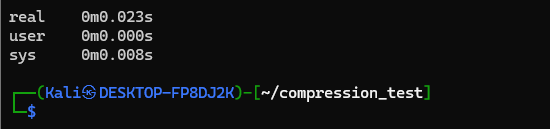 real    0m0.023s
user    0m0.000s
sys     0m0.008s
┌──(Kali㉿DESKTOP-FP8DJ2K)-[~/compression_test]
└─$